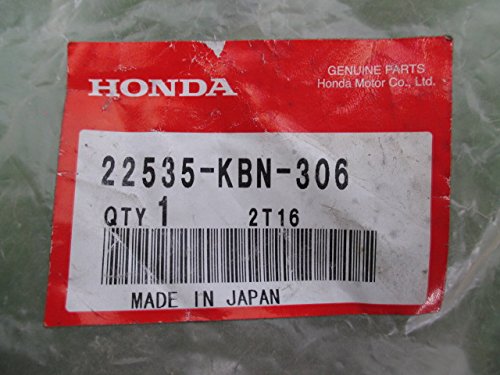 HONDA
GENUINE PARTS
Honda Motor Co., Ltd.
22535-KBN-306
QTY 1 2T16
MADE IN JAPAN